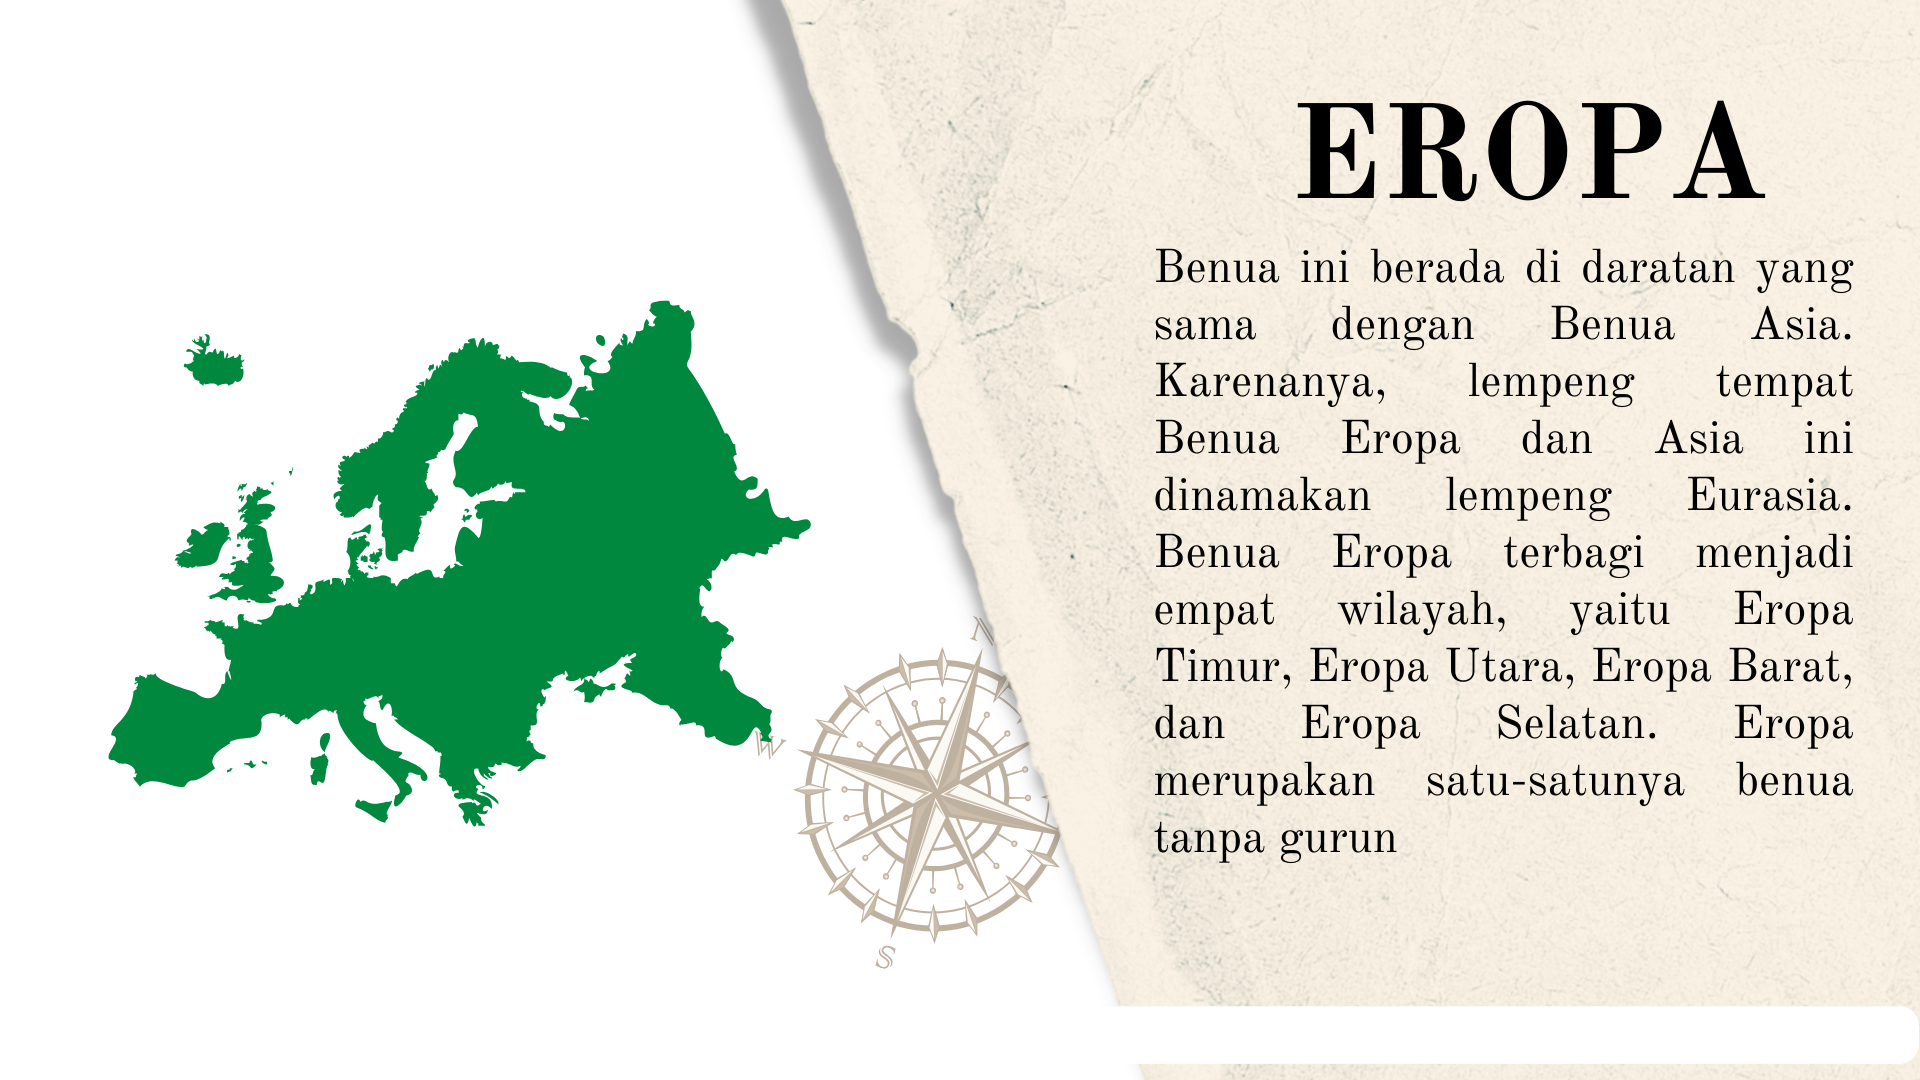 EROPA
Benua ini berada di daratan yang
sama dengan Benua Asia.
Karenanya, lempeng tempat
Benua Eropa dan Asia ini
dinamakan lempeng Eurasia.
Benua Eropa terbagi menjadi
empat wilayah, yaitu Eropa
Timur, Eropa Utara, Eropa Barat,
dan Eropa Selatan. Eropa
merupakan satu-satunya benua
tanpa gurun
N
W
S